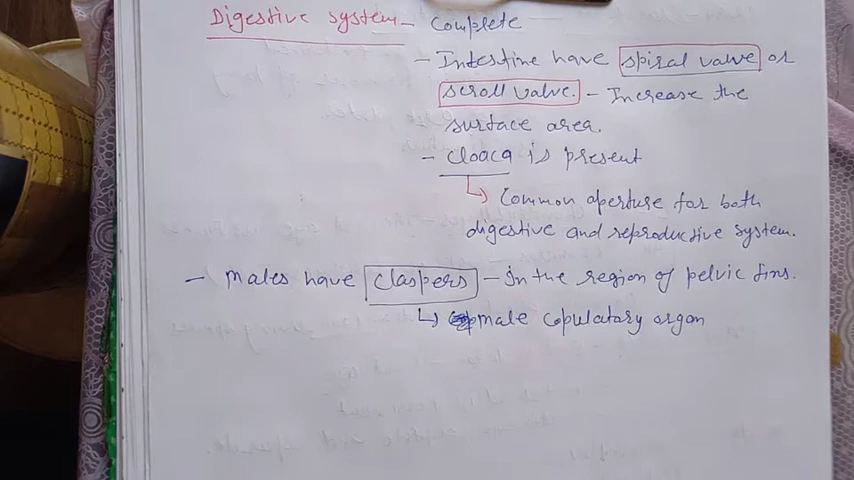 Digestive system - Complete
- Intestine have spiral valve or
scroll valve. - Increase the
surface area.
- Cloaca is present
↳ Common aperture for both
digestive and reproductive system.
- Males have claspers - in the region of pelvic fins.
↳ male copulatory organ